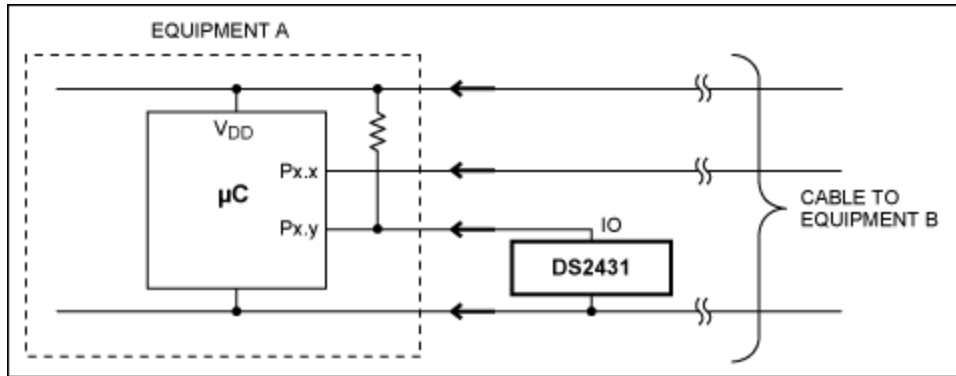 EQUIPMENT A
VDD
Px.x
µC
Px.y
IO
DS2431
CABLE TO
EQUIPMENT B